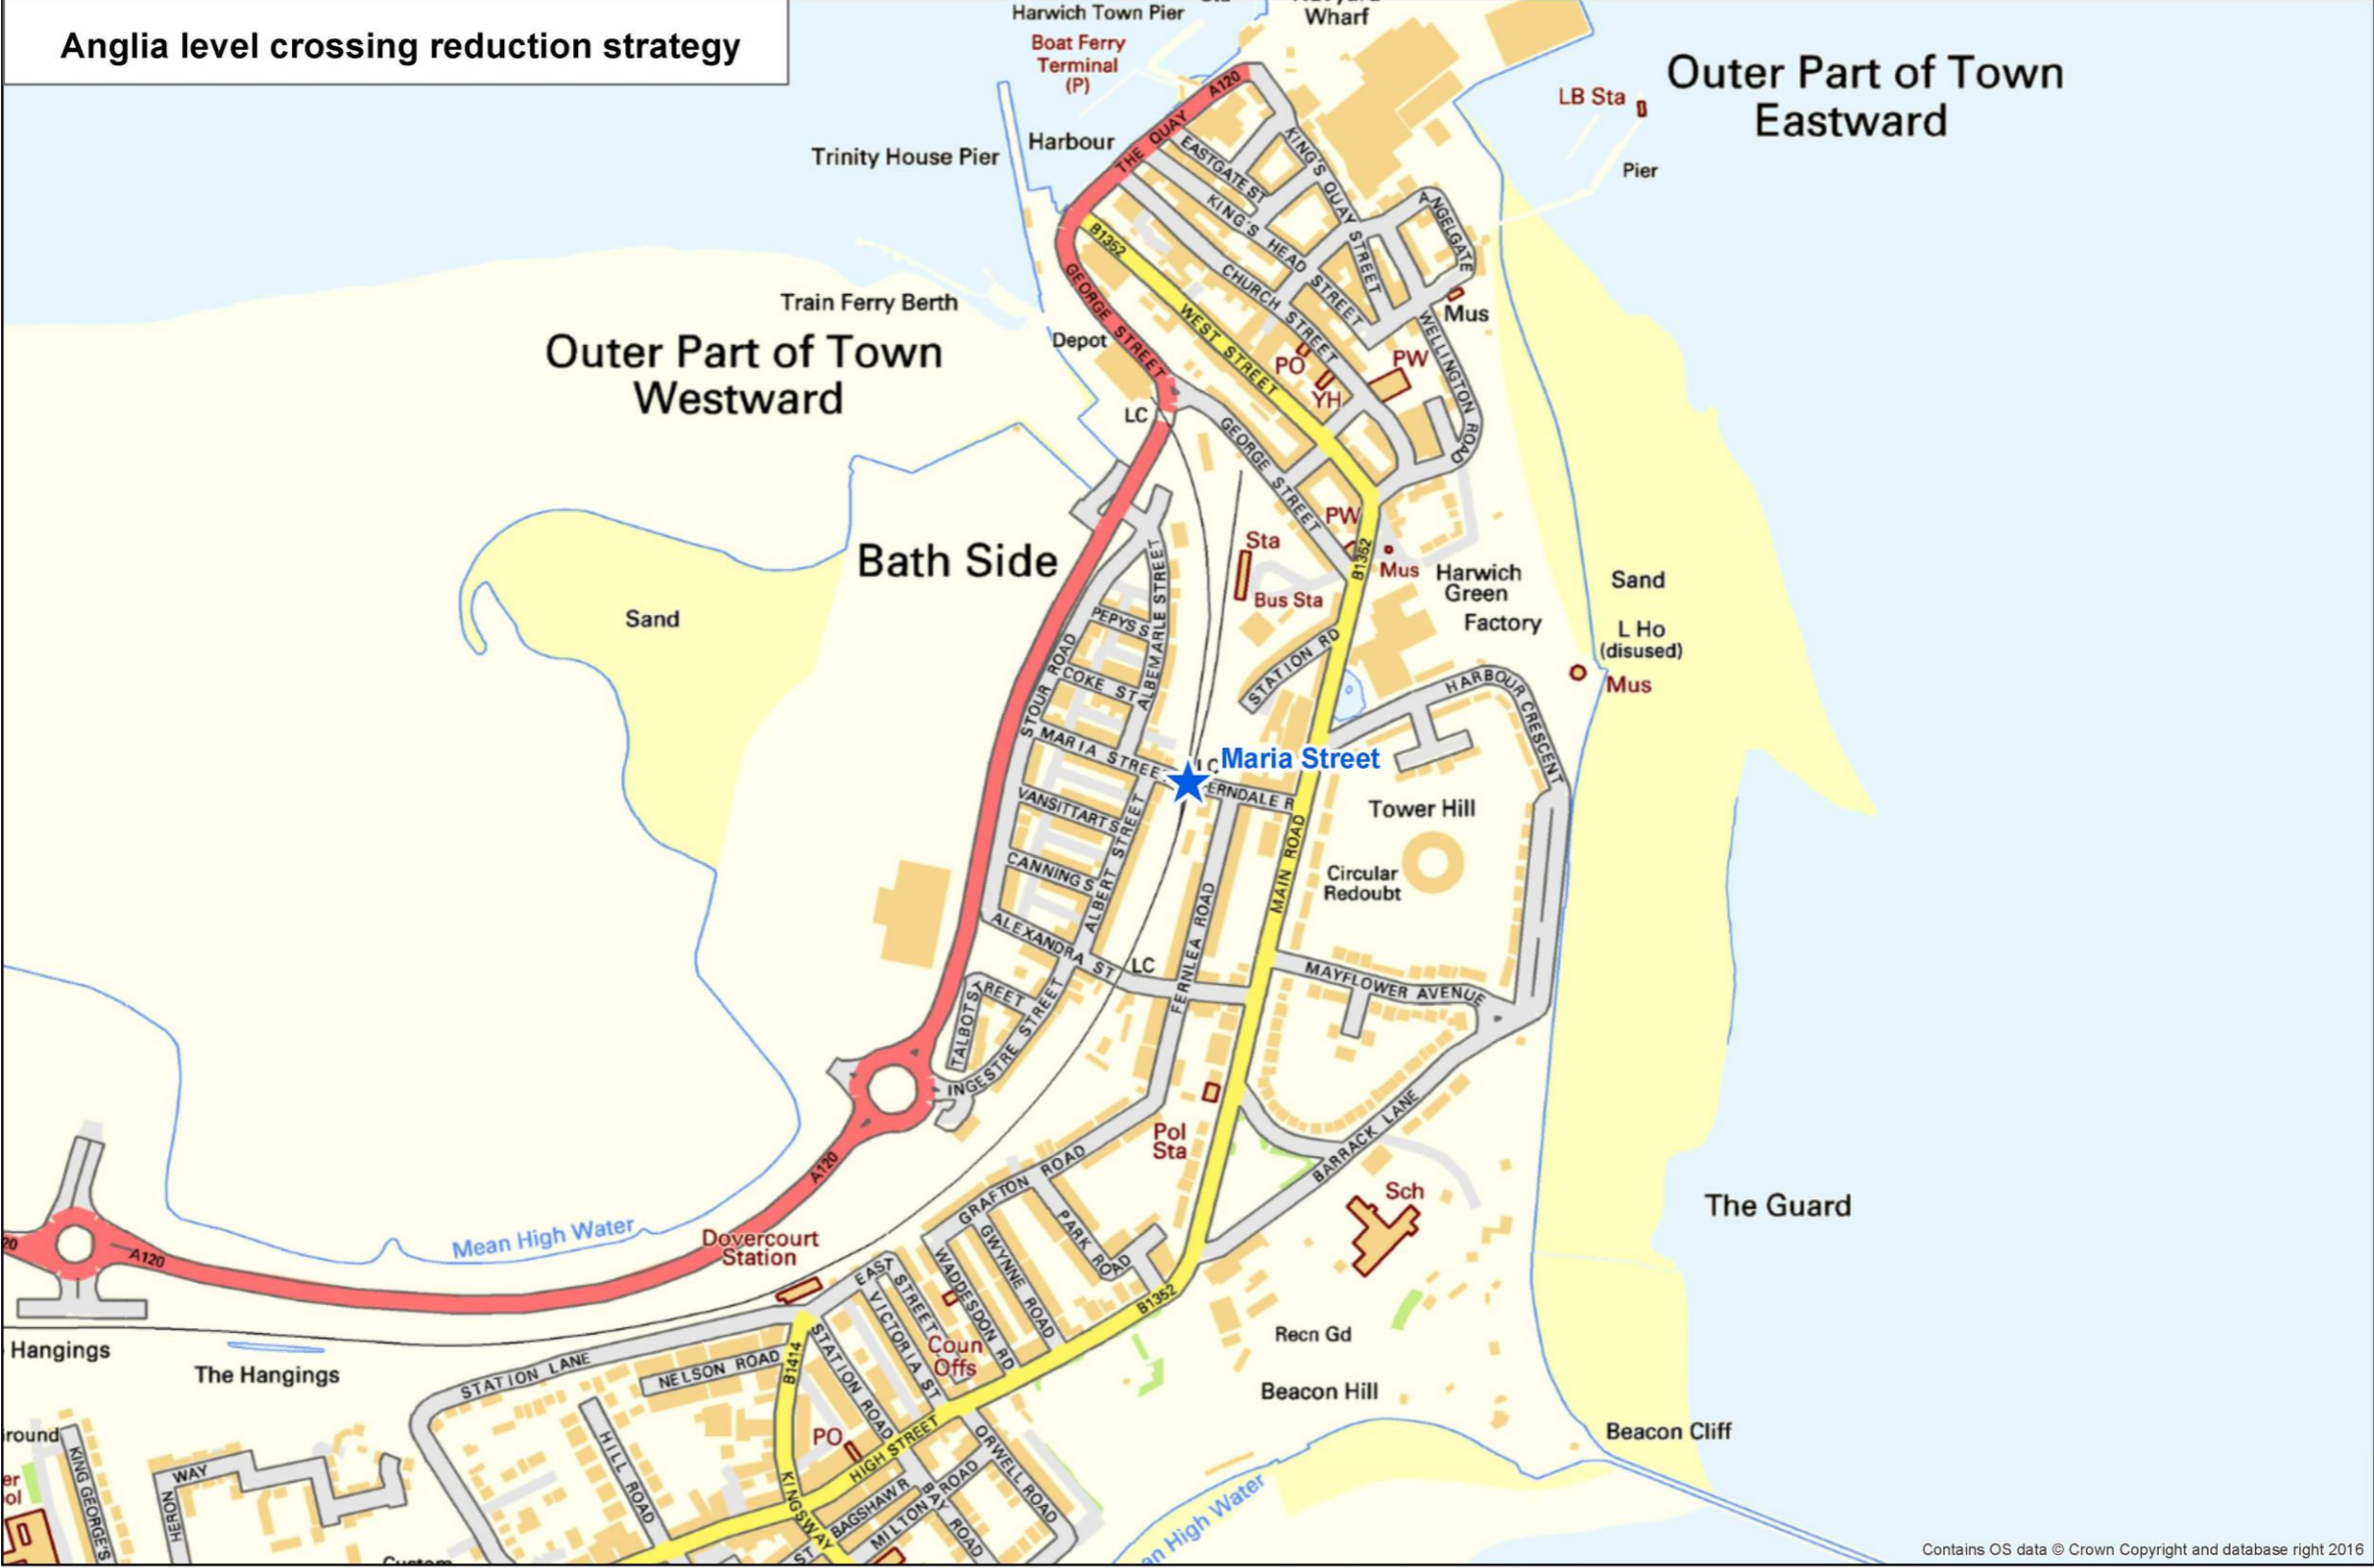 Anglia level crossing reduction strategy
Harwich Town Pier
Boat Ferry
Terminal
(P)
Wharf
Outer Part of Town
Eastward
LB Sta
Pier
Trinity House Pier
Harbour
THE QUAY
A120
EASTGATE ST
KING'S QUAY STREET
KING'S HEAD STREET
ANGELGATE
CHURCH STREET
B1352
WEST STREET
GEORGE STREET
Mus
WELLINGTON ROAD
Train Ferry Berth
Outer Part of Town
Westward
Depot
PO
YH
PW
LC
GEORGE STREET
PW
B1352
Mus
Harwich
Green
Factory
Sta
Bus Sta
Bath Side
Sand
Sand
L Ho
(disused)
Mus
ALBEMARLE STREET
PEPYS S
COKE ST
STOUR ROAD
STATION RD
HARBOUR CRESCENT
MARIA STREE
LC
Maria Street
ERNDALE R
VANSITTART S
CANNING S
ALBERT STREET
ALEXANDRA ST
LC
FERNLEA ROAD
MAIN ROAD
Tower Hill
Circular
Redoubt
MAYFLOWER AVENUE
TALBOT STREET
INGESTRE STREET
BARRACK LANE
Pol
Sta
Sch
The Guard
A120
A120
20
Mean High Water
Dovercourt
Station
GRAFTON ROAD
PARK ROAD
GWYNNE ROAD
WADDESDON RD
EAST STREET
VICTORIA ST
Coun
Offs
B1352
Hangings
The Hangings
STATION LANE
NELSON ROAD
B1414
STATION ROAD
Recn Gd
Beacon Hill
Beacon Cliff
round
er
ol
KING GEORGE'S
HERON WAY
HILL ROAD
PO
HIGH STREET
KINGSWAY
BAGSHAW R
MILTON ROAD
BAY ROAD
ORWELL ROAD
ST
an High Water
Contains OS data © Crown Copyright and database right 2016